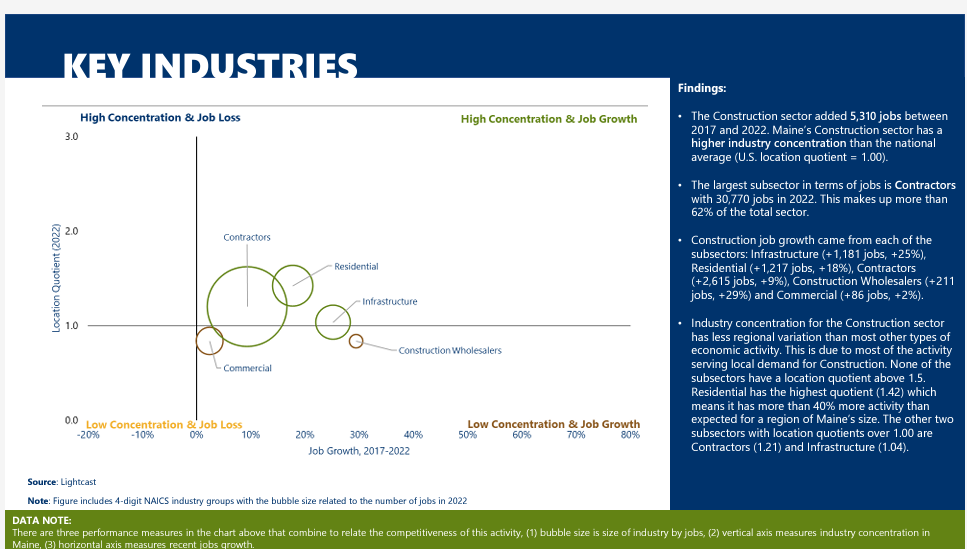 KEY INDUSTRIES
High Concentration & Job Loss
High Concentration & Job Growth
3.0
2.0
1.0
0.0
Location Quotient (2022)
Contractors
Residential
Infrastructure
Construction Wholesalers
Commercial
Low Concentration & Job Loss
Low Concentration & Job Growth
-20%
-10%
0%
10%
20%
30%
40%
50%
60%
70%
80%
Job Growth, 2017-2022
Source: Lightcast
Note: Figure includes 4-digit NAICS industry groups with the bubble size related to the number of jobs in 2022
Findings:
• The Construction sector added 5,310 jobs between
2017 and 2022. Maine's Construction sector has a
higher industry concentration than the national
average (U.S. location quotient = 1.00).
• The largest subsector in terms of jobs is Contractors
with 30,770 jobs in 2022. This makes up more than
62% of the total sector.
• Construction job growth came from each of the
subsectors: Infrastructure (+1,181 jobs, +25%),
Residential (+1,217 jobs, +18%), Contractors
(+2,615 jobs, +9%), Construction Wholesalers (+211
jobs, +29%) and Commercial (+86 jobs, +2%).
• Industry concentration for the Construction sector
has less regional variation than most other types of
economic activity. This is due to most of the activity
serving local demand for Construction. None of the
subsectors have a location quotient above 1.5.
Residential has the highest quotient (1.42) which
means it has more than 40% more activity than
expected for a region of Maine's size. The other two
subsectors with location quotients over 1.00 are
Contractors (1.21) and Infrastructure (1.04).
DATA NOTE:
There are three performance measures in the chart above that combine to relate the competitiveness of this activity, (1) bubble size is size of industry by jobs, (2) vertical axis measures industry concentration in
Maine, (3) horizontal axis measures recent jobs growth.